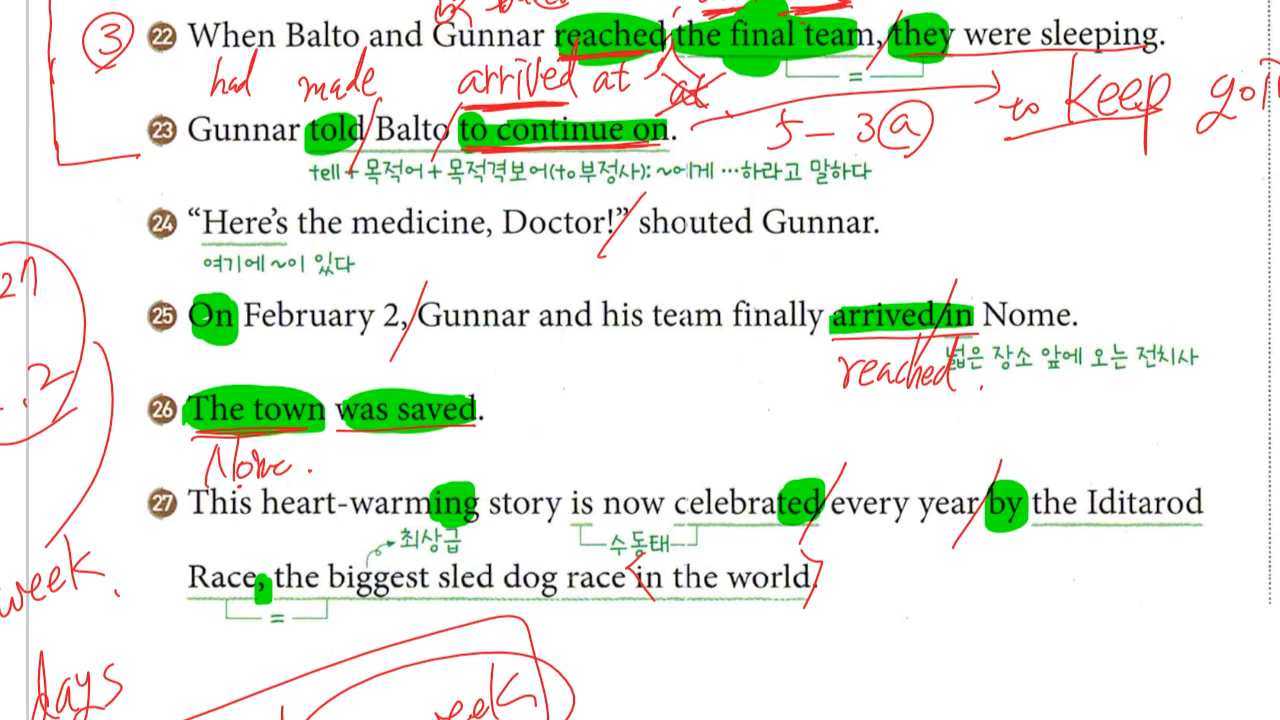 ③ 22 When Balto and Gunnar reached the final team, they were sleeping.
=
had made arrived at at to keep
23 Gunnar told Balto to continue on. 5-3ⓐ
tell + 목적어 + 목적격보어(to부정사): ~에게 …하라고 말하다
24 “Here’s the medicine, Doctor!” shouted Gunnar.
여기에 ~이 있다
25 On February 2, Gunnar and his team finally arrived in Nome.
reached. 넓은 장소 앞에 오는 전치사
26 The town was saved.
Nome.
27 This heart-warming story is now celebrated every year by the Iditarod
최상급 수동태
Race, the biggest sled dog race in the world.
=
week.
days
week